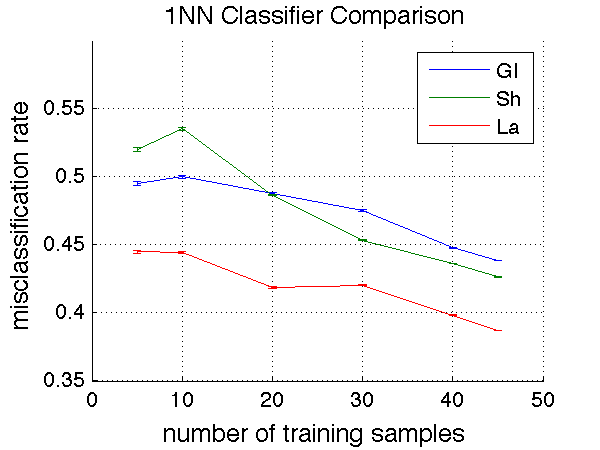 1NN Classifier Comparison
GI
Sh
La
misclassification rate
0.55
0.5
0.45
0.4
0.35
0
10
20
30
40
50
number of training samples